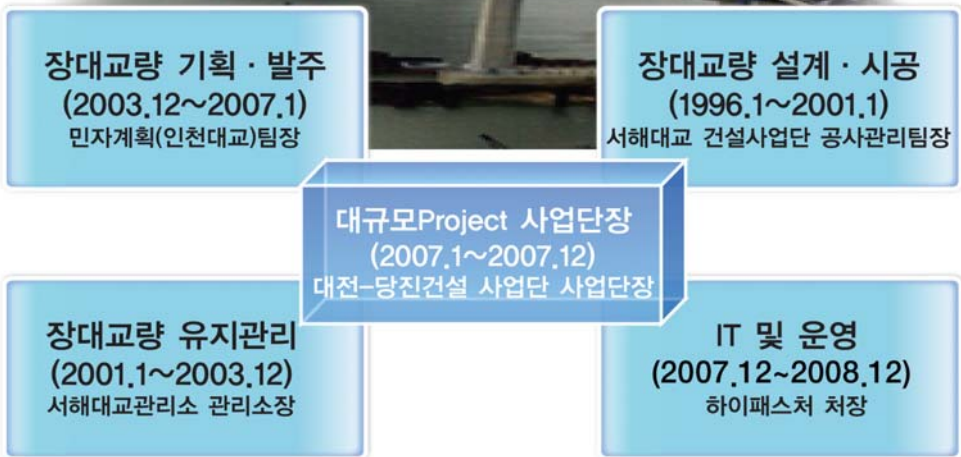 장대교량 기획 · 발주
(2003.12~2007.1)
민자계획(인천대교)팀장
장대교량 설계 · 시공
(1996.1~2001.1)
서해대교 건설사업단 공사관리팀장
대규모Project 사업단장
(2007.1~2007.12)
대전-당진건설 사업단 사업단장
장대교량 유지관리
(2001.1~2003.12)
서해대교관리소 관리소장
IT 및 운영
(2007.12~2008.12)
하이패스처 처장